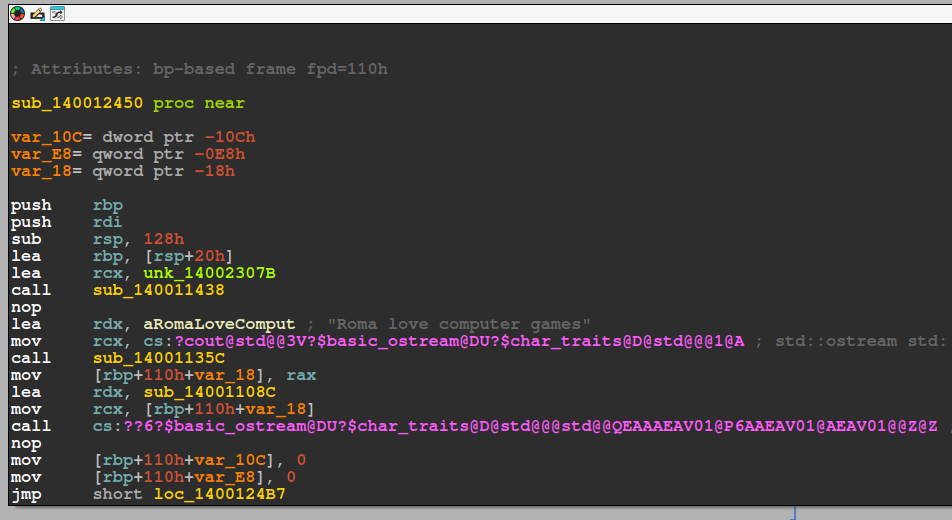 ; Attributes: bp-based frame fpd=110h
sub_140012450 proc near
var_10C= dword ptr -10Ch
var_E8= qword ptr -0E8h
var_18= qword ptr -18h
push    rbp
push    rdi
sub     rsp, 128h
lea     rbp, [rsp+20h]
lea     rcx, unk_14002307B
call    sub_140011438
nop
lea     rdx, aRomaLoveComput ; "Roma love computer games"
mov     rcx, cs:?cout@std@@3V?$basic_ostream@DU?$char_traits@D@std@@@1@A ; std::ostream std:
call    sub_14001135C
mov     [rbp+110h+var_18], rax
lea     rdx, sub_14001108C
mov     rcx, [rbp+110h+var_18]
call    cs:??6?$basic_ostream@DU?$char_traits@D@std@@@std@@QEAAAEAV01@P6AAEAV01@AEAV01@@Z@Z ;
nop
mov     [rbp+110h+var_10C], 0
mov     [rbp+110h+var_E8], 0
jmp     short loc_1400124B7